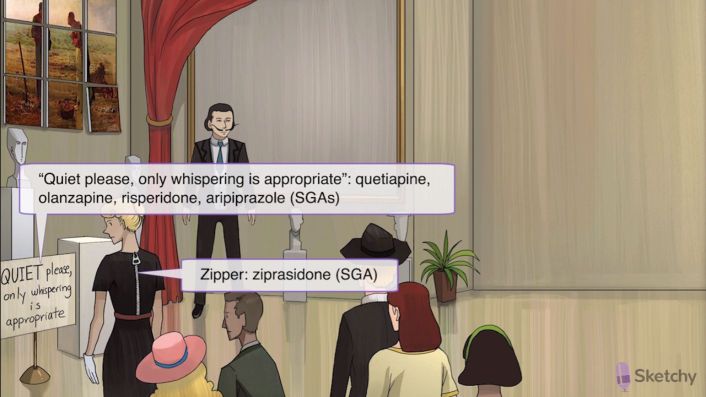 “Quiet please, only whispering is appropriate”: quetiapine,
olanzapine, risperidone, aripiprazole (SGAs)
Zipper: ziprasidone (SGA)
QUIET please,
only whispering
is
appropriate
Sketchy